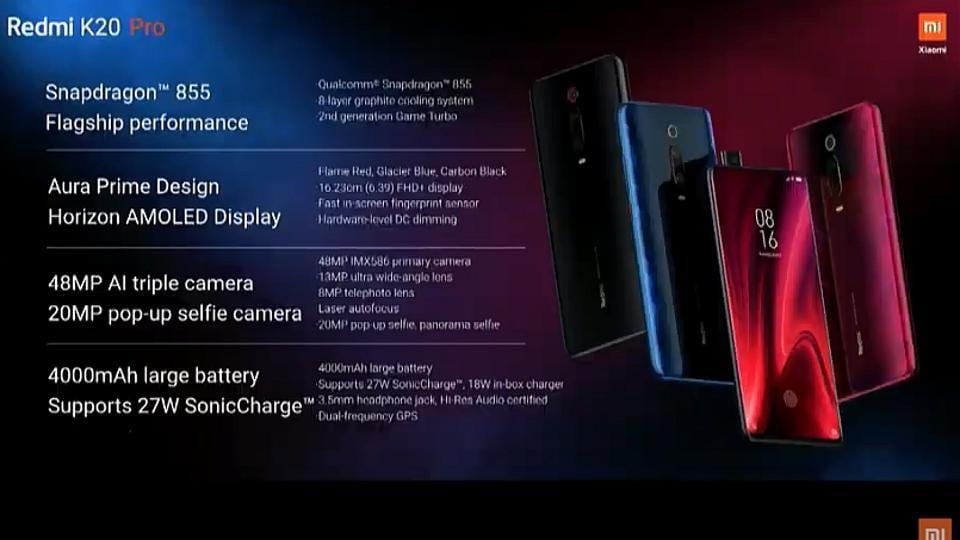 Redmi K20 Pro
Xiaomi
Snapdragon™ 855
Flagship performance
·Qualcomm® Snapdragon™ 855
·8-layer graphite cooling system
·2nd generation Game Turbo
Aura Prime Design
Horizon AMOLED Display
·Flame Red, Glacier Blue, Carbon Black
·16.23cm (6.39) FHD+ display
·Fast in-screen fingerprint sensor
·Hardware-level DC dimming
48MP AI triple camera
20MP pop-up selfie camera
·48MP IMX586 primary camera
·13MP ultra wide-angle lens
·8MP telephoto lens
·Laser autofocus
·20MP pop-up selfie, panorama selfie
4000mAh large battery
Supports 27W SonicCharge™
·4000mAh large battery
·Supports 27W SonicCharge™, 18W in-box charger
·3.5mm headphone jack, Hi-Res Audio certified
·Dual-frequency GPS
08
16
Redmi
Redmi
Redmi